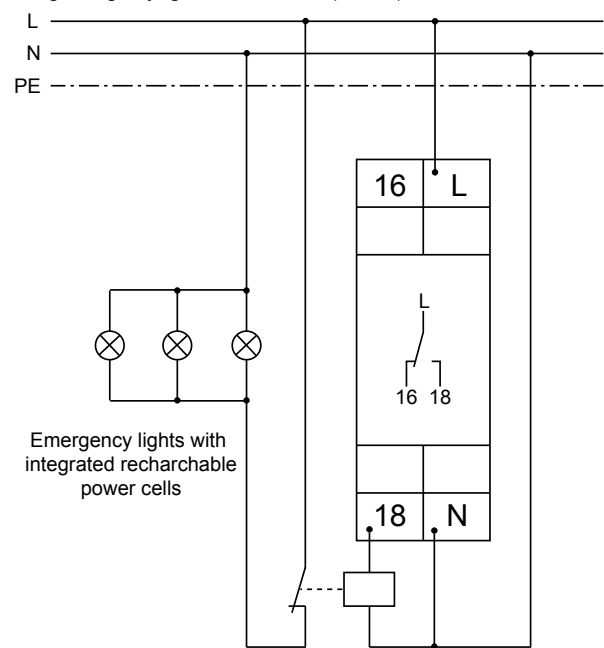 L
N
PE
16 L
L
16 18
Emergency lights with
integrated recharchable
power cells
18 N